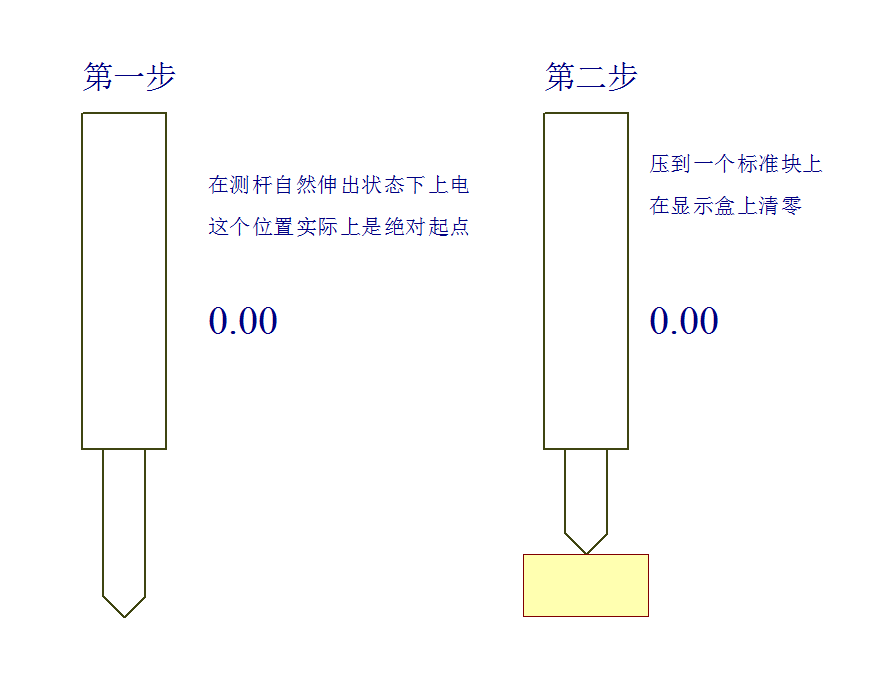 第一步
在测杆自然伸出状态下上电
这个位置实际上是绝对起点
0.00
第二步
压到一个标准块上
在显示盒上清零
0.00